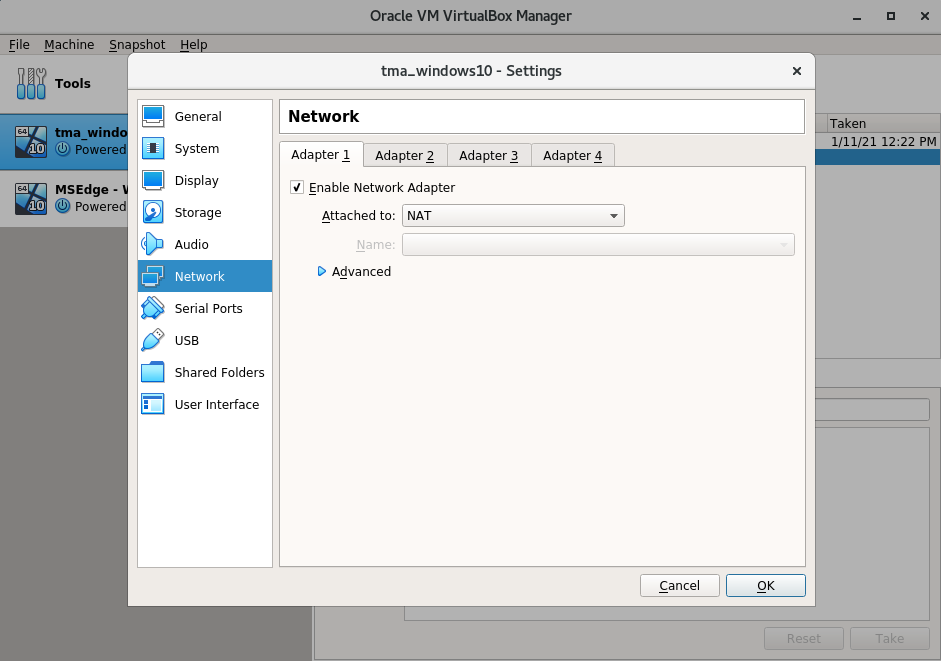 Oracle VM VirtualBox Manager
File Machine Snapshot Help
Tools
64
10
tma_windo
Powered
64
10
MSEdge - W
Powered
Taken
1/11/21 12:22 PM
tma_windows10 - Settings
General
System
Display
Storage
Audio
Network
Serial Ports
USB
Shared Folders
User Interface
Network
Adapter 1 Adapter 2 Adapter 3 Adapter 4
Enable Network Adapter
Attached to: NAT
Name:
Advanced
Cancel OK
Reset Take